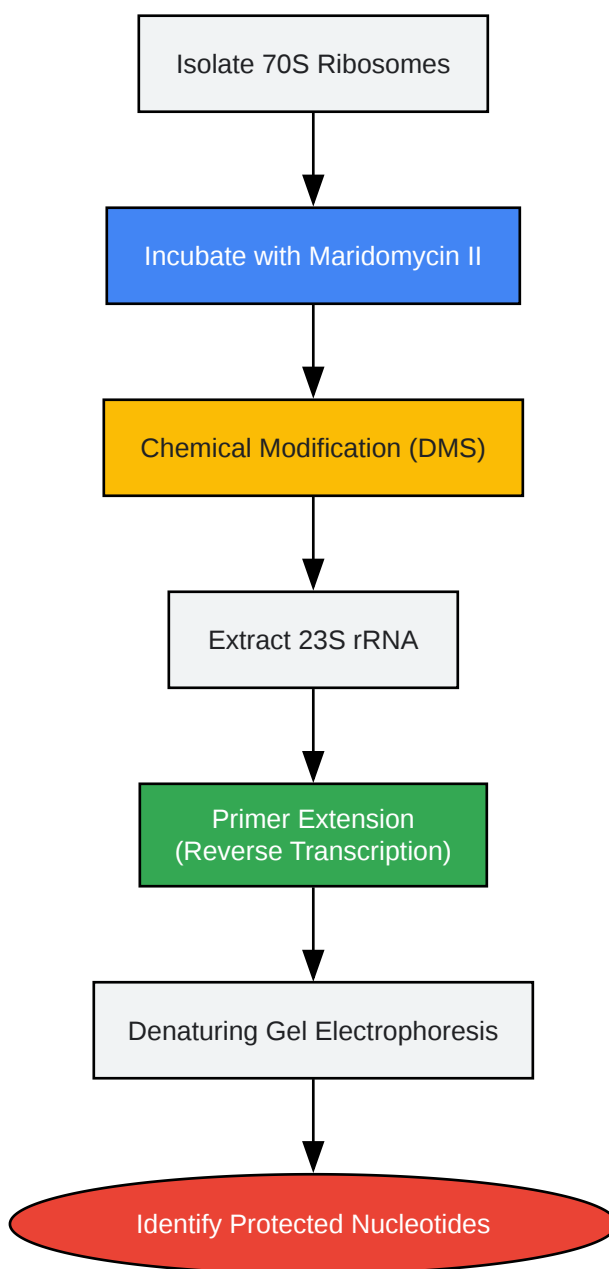 Isolate 70S Ribosomes
Incubate with Maridomycin II
Chemical Modification (DMS)
Extract 23S rRNA
Primer Extension
(Reverse Transcription)
Denaturing Gel Electrophoresis
Identify Protected Nucleotides